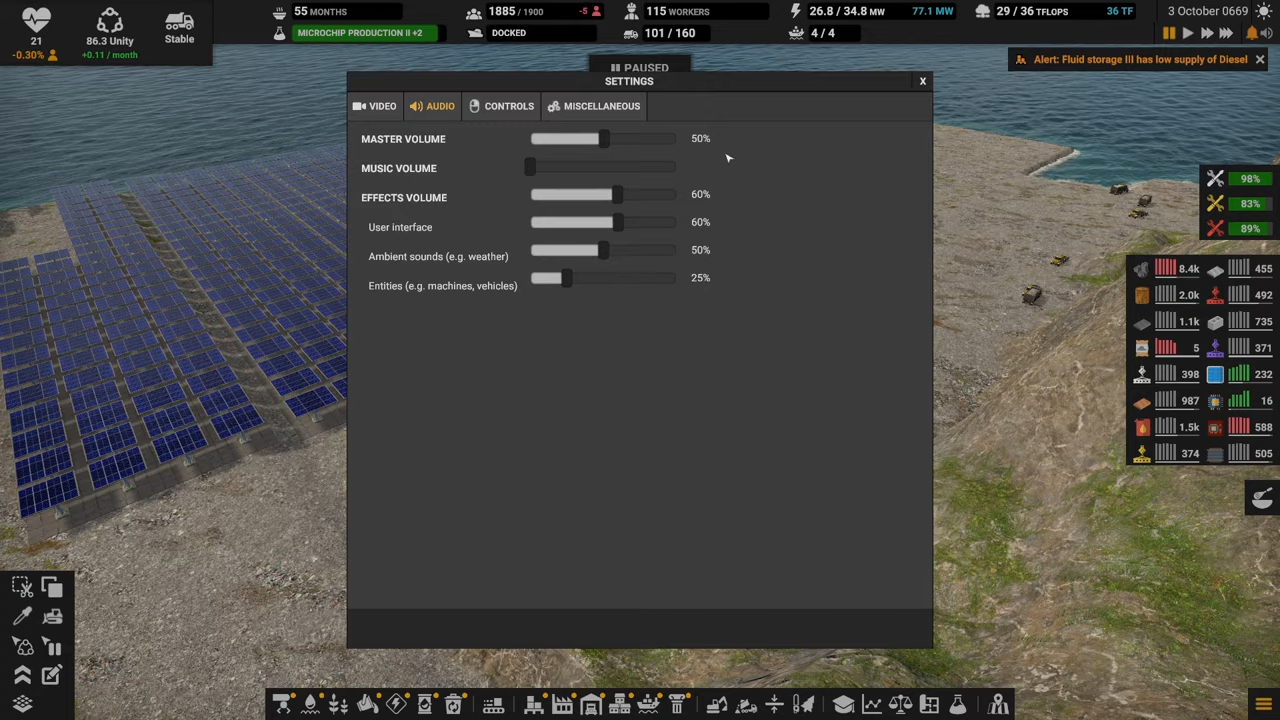 55 MONTHS
1885 / 1900 -5
115 WORKERS
26.8 / 34.8 MW 77.1 MW
29 / 36 TFLOPS 36 TF
3 October 0669
21
86.3 Unity
Stable
MICROCHIP PRODUCTION II +2
DOCKED
101 / 160
4 / 4
-0.30%
+0.11 / month
PAUSED
Alert: Fluid storage III has low supply of Diesel
SETTINGS
X
VIDEO
AUDIO
CONTROLS
MISCELLANEOUS
MASTER VOLUME 50%
MUSIC VOLUME
EFFECTS VOLUME 60%
User interface 60%
Ambient sounds (e.g. weather) 50%
Entities (e.g. machines, vehicles) 25%
98%
83%
89%
8.4k 455
2.0k 492
1.1k 735
5 371
398 232
987 16
1.5k 588
374 505